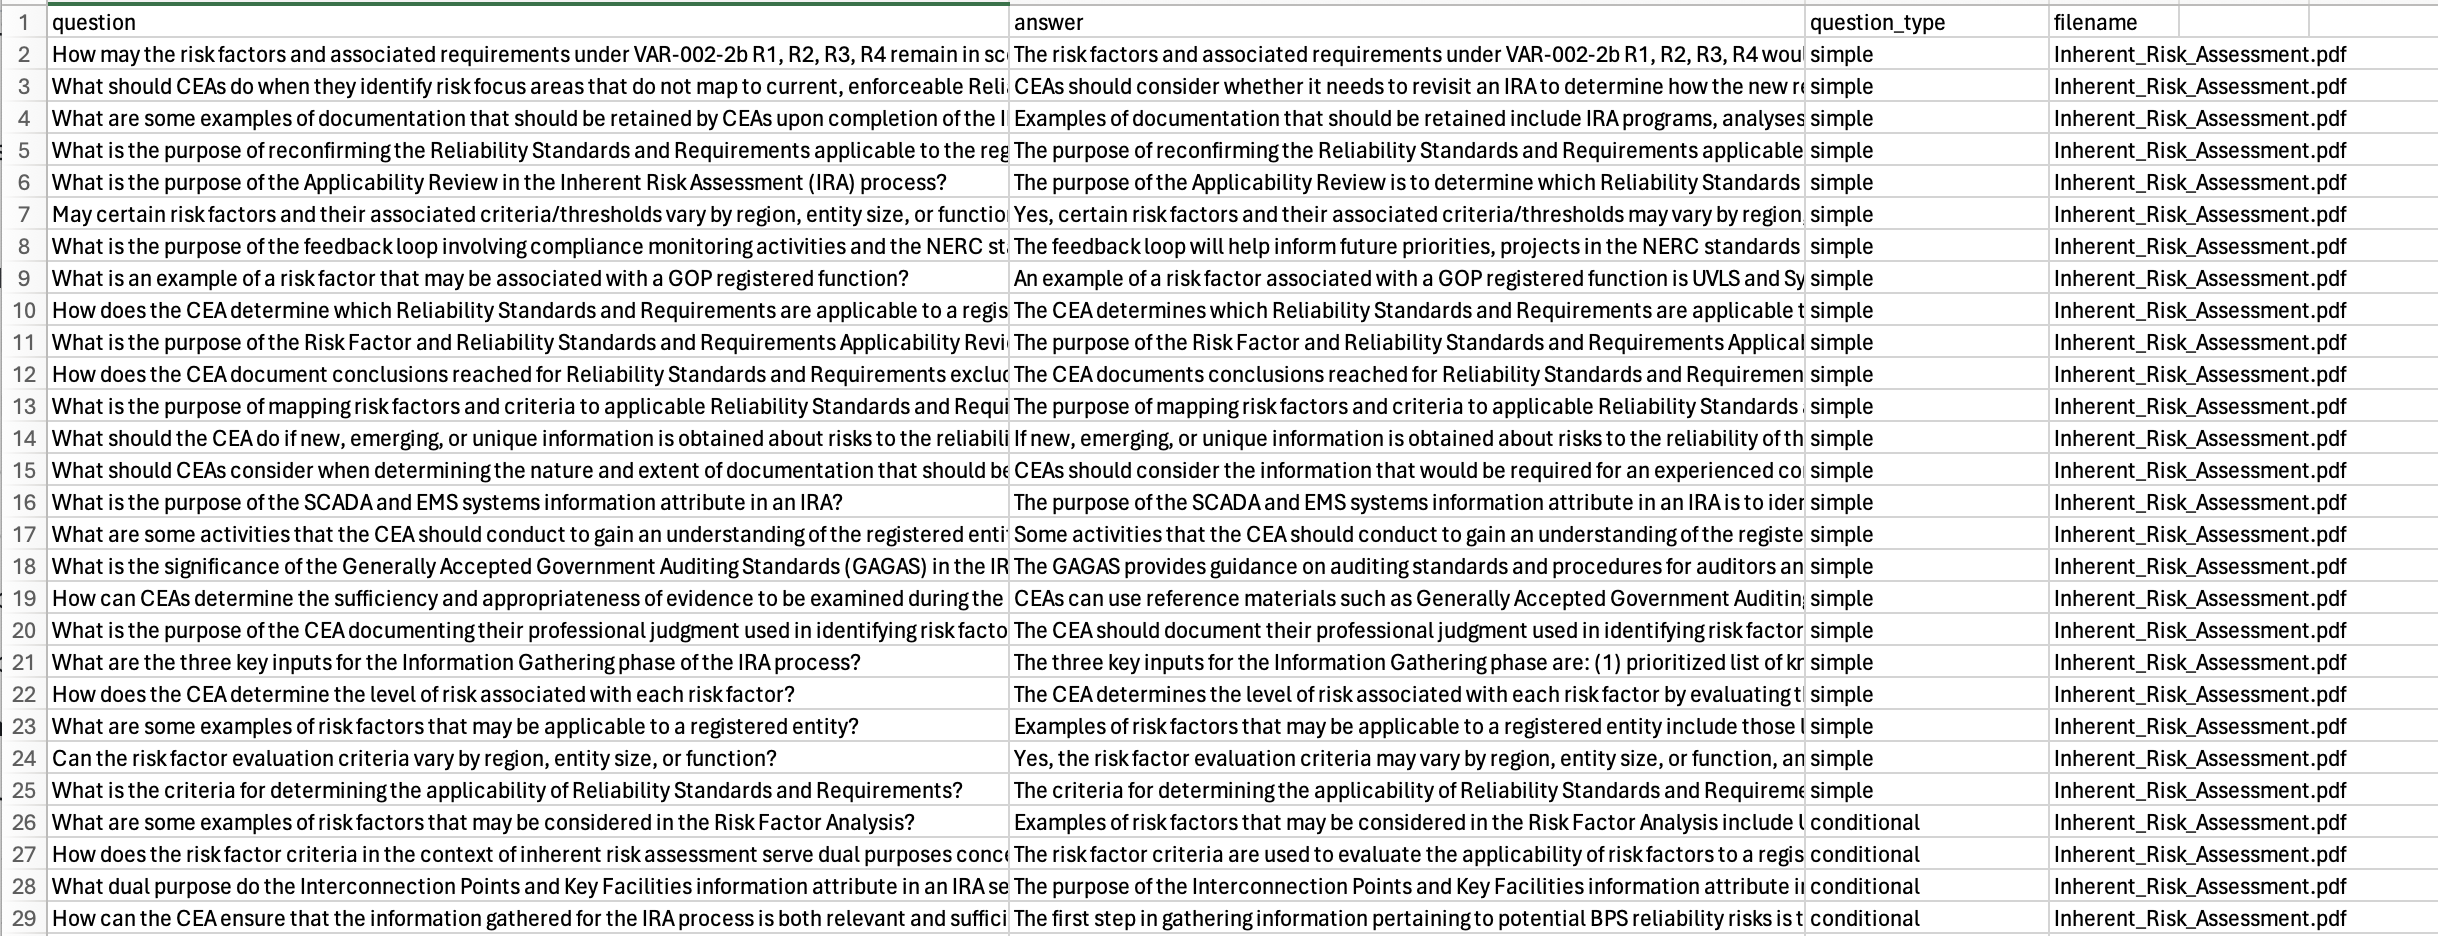 1 question answer question_type filename
2 How may the risk factors and associated requirements under VAR-002-2b R1, R2, R3, R4 remain in sc The risk factors and associated requirements under VAR-002-2b R1, R2, R3, R4 woul simple Inherent_Risk_Assessment.pdf
3 What should CEAs do when they identify risk focus areas that do not map to current, enforceable Reli CEAs should consider whether it needs to revisit an IRA to determine how the new re simple Inherent_Risk_Assessment.pdf
4 What are some examples of documentation that should be retained by CEAs upon completion of the I Examples of documentation that should be retained include IRA programs, analyses simple Inherent_Risk_Assessment.pdf
5 What is the purpose of reconfirming the Reliability Standards and Requirements applicable to the reg The purpose of reconfirming the Reliability Standards and Requirements applicable simple Inherent_Risk_Assessment.pdf
6 What is the purpose of the Applicability Review in the Inherent Risk Assessment (IRA) process? The purpose of the Applicability Review is to determine which Reliability Standards simple Inherent_Risk_Assessment.pdf
7 May certain risk factors and their associated criteria/thresholds vary by region, entity size, or functio Yes, certain risk factors and their associated criteria/thresholds may vary by region, simple Inherent_Risk_Assessment.pdf
8 What is the purpose of the feedback loop involving compliance monitoring activities and the NERC st The feedback loop will help inform future priorities, projects in the NERC standards simple Inherent_Risk_Assessment.pdf
9 What is an example of a risk factor that may be associated with a GOP registered function? An example of a risk factor associated with a GOP registered function is UVLS and Sy simple Inherent_Risk_Assessment.pdf
10 How does the CEA determine which Reliability Standards and Requirements are applicable to a regis The CEA determines which Reliability Standards and Requirements are applicable t simple Inherent_Risk_Assessment.pdf
11 What is the purpose of the Risk Factor and Reliability Standards and Requirements Applicability Revi The purpose of the Risk Factor and Reliability Standards and Requirements Applical simple Inherent_Risk_Assessment.pdf
12 How does the CEA document conclusions reached for Reliability Standards and Requirements exclud The CEA documents conclusions reached for Reliability Standards and Requiremen simple Inherent_Risk_Assessment.pdf
13 What is the purpose of mapping risk factors and criteria to applicable Reliability Standards and Requi The purpose of mapping risk factors and criteria to applicable Reliability Standards simple Inherent_Risk_Assessment.pdf
14 What should the CEA do if new, emerging, or unique information is obtained about risks to the reliabili If new, emerging, or unique information is obtained about risks to the reliability of th simple Inherent_Risk_Assessment.pdf
15 What should CEAs consider when determining the nature and extent of documentation that should be CEAs should consider the information that would be required for an experienced co simple Inherent_Risk_Assessment.pdf
16 What is the purpose of the SCADA and EMS systems information attribute in an IRA? The purpose of the SCADA and EMS systems information attribute in an IRA is to iden simple Inherent_Risk_Assessment.pdf
17 What are some activities that the CEA should conduct to gain an understanding of the registered enti Some activities that the CEA should conduct to gain an understanding of the registe simple Inherent_Risk_Assessment.pdf
18 What is the significance of the Generally Accepted Government Auditing Standards (GAGAS) in the IR The GAGAS provides guidance on auditing standards and procedures for auditors an simple Inherent_Risk_Assessment.pdf
19 How can CEAs determine the sufficiency and appropriateness of evidence to be examined during the CEAs can use reference materials such as Generally Accepted Government Auditing simple Inherent_Risk_Assessment.pdf
20 What is the purpose of the CEA documenting their professional judgment used in identifying risk facto The CEA should document their professional judgment used in identifying risk factor simple Inherent_Risk_Assessment.pdf
21 What are the three key inputs for the Information Gathering phase of the IRA process? The three key inputs for the Information Gathering phase are: (1) prioritized list of kn simple Inherent_Risk_Assessment.pdf
22 How does the CEA determine the level of risk associated with each risk factor? The CEA determines the level of risk associated with each risk factor by evaluating t simple Inherent_Risk_Assessment.pdf
23 What are some examples of risk factors that may be applicable to a registered entity? Examples of risk factors that may be applicable to a registered entity include those simple Inherent_Risk_Assessment.pdf
24 Can the risk factor evaluation criteria vary by region, entity size, or function? Yes, the risk factor evaluation criteria may vary by region, entity size, or function, an simple Inherent_Risk_Assessment.pdf
25 What is the criteria for determining the applicability of Reliability Standards and Requirements? The criteria for determining the applicability of Reliability Standards and Requireme simple Inherent_Risk_Assessment.pdf
26 What are some examples of risk factors that may be considered in the Risk Factor Analysis? Examples of risk factors that may be considered in the Risk Factor Analysis include conditional Inherent_Risk_Assessment.pdf
27 How does the risk factor criteria in the context of inherent risk assessment serve dual purposes conce The risk factor criteria are used to evaluate the applicability of risk factors to a regis conditional Inherent_Risk_Assessment.pdf
28 What dual purpose do the Interconnection Points and Key Facilities information attribute in an IRA se The purpose of the Interconnection Points and Key Facilities information attribute i conditional Inherent_Risk_Assessment.pdf
29 How can the CEA ensure that the information gathered for the IRA process is both relevant and suffici The first step in gathering information pertaining to potential BPS reliability risks is t conditional Inherent_Risk_Assessment.pdf